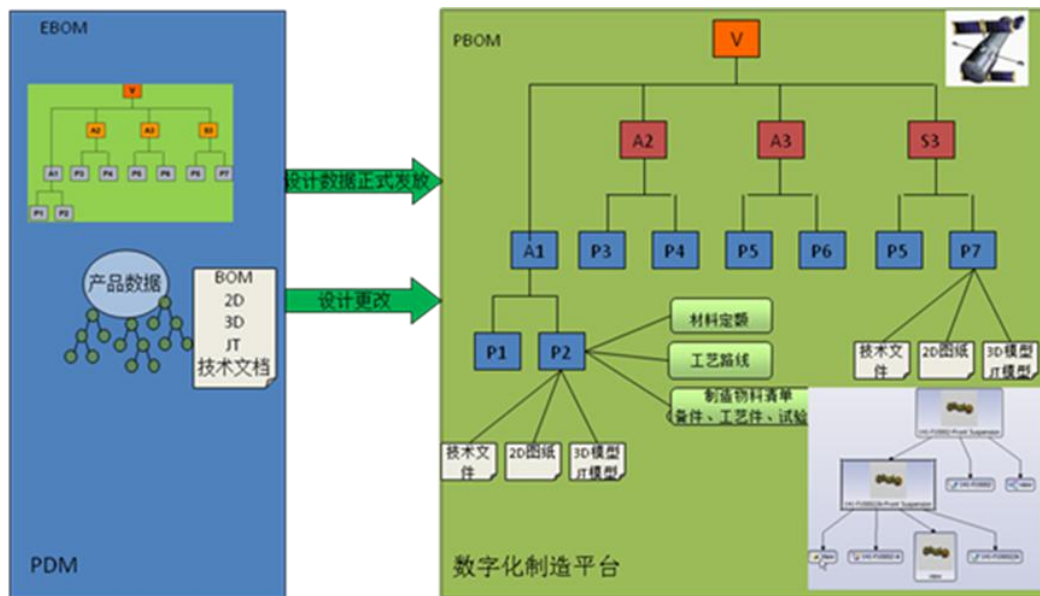 EBOM
V
A2
A3
S3
A1
P3
P4
P5
P6
P5
P7
P1
P2
产品数据
BOM
2D
3D
JT
技术文档
PDM
设计数据正式发放
设计更改
PBOM
V
A2
A3
S3
A1
P3
P4
P5
P6
P5
P7
P1
P2
材料定额
工艺路线
制造物料清单
(备件、工艺件、试验
技术文
件
2D图纸
3D模型
JT模型
技术文
件
2D图纸
3D模型
JT模型
数字化制造平台